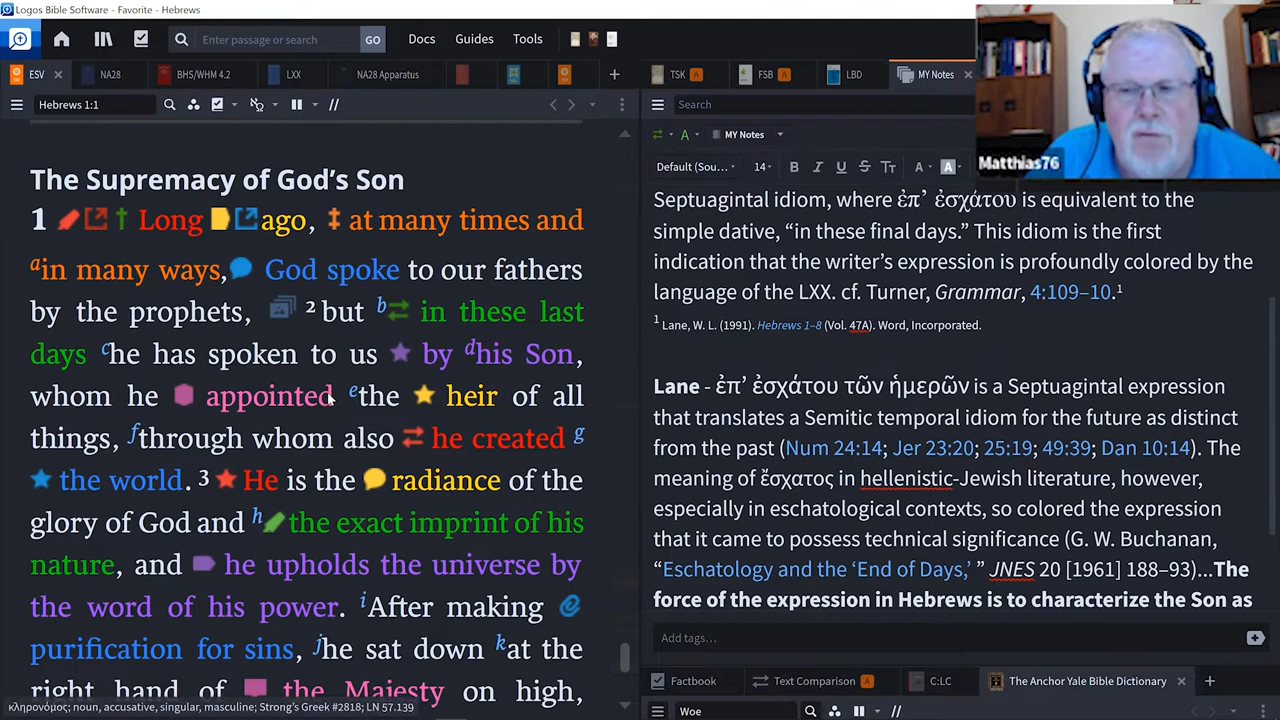 Logos Bible Software - Favorite - Hebrews
Enter passage or search GO Docs Guides Tools
ESV NA28 BHS/WHM 4.2 LXX NA28 Apparatus
Hebrews 1:1
The Supremacy of God's Son
1 Long ago, at many times and
a in many ways, God spoke to our fathers
by the prophets, 2 but b in these last
days c he has spoken to us by d his Son,
whom he appointed e the heir of all
things, f through whom also he created g
the world. 3 He is the radiance of the
glory of God and h the exact imprint of his
nature, and he upholds the universe by
the word of his power. i After making
purification for sins, j he sat down k at the
right hand of the Majesty on high,
κληρονόμος; noun, accusative, singular, masculine; Strong's Greek #2818; LN 57.139
TSK A FSB A LBD MY Notes
Search
A MY Notes
Default (Sou... 14 B I U S Tт A A
Matthias76
Septuagintal idiom, where ἐπ' ἐσχάτου is equivalent to the
simple dative, "in these final days." This idiom is the first
indication that the writer's expression is profoundly colored by the
language of the LXX. cf. Turner, Grammar, 4:109–10.1
1 Lane, W. L. (1991). Hebrews 1–8 (Vol. 47A). Word, Incorporated.
Lane - ἐπ' ἐσχάτου τῶν ἡμερῶν is a Septuagintal expression
that translates a Semitic temporal idiom for the future as distinct
from the past (Num 24:14; Jer 23:20; 25:19; 49:39; Dan 10:14). The
meaning of ἔσχατος in hellenistic-Jewish literature, however,
especially in eschatological contexts, so colored the expression
that it came to possess technical significance (G. W. Buchanan,
"Eschatology and the 'End of Days,' " JNES 20 [1961] 188–93)...The
force of the expression in Hebrews is to characterize the Son as
Add tags...
Factbook Text Comparison A C:LC The Anchor Yale Bible Dictionary
Woe